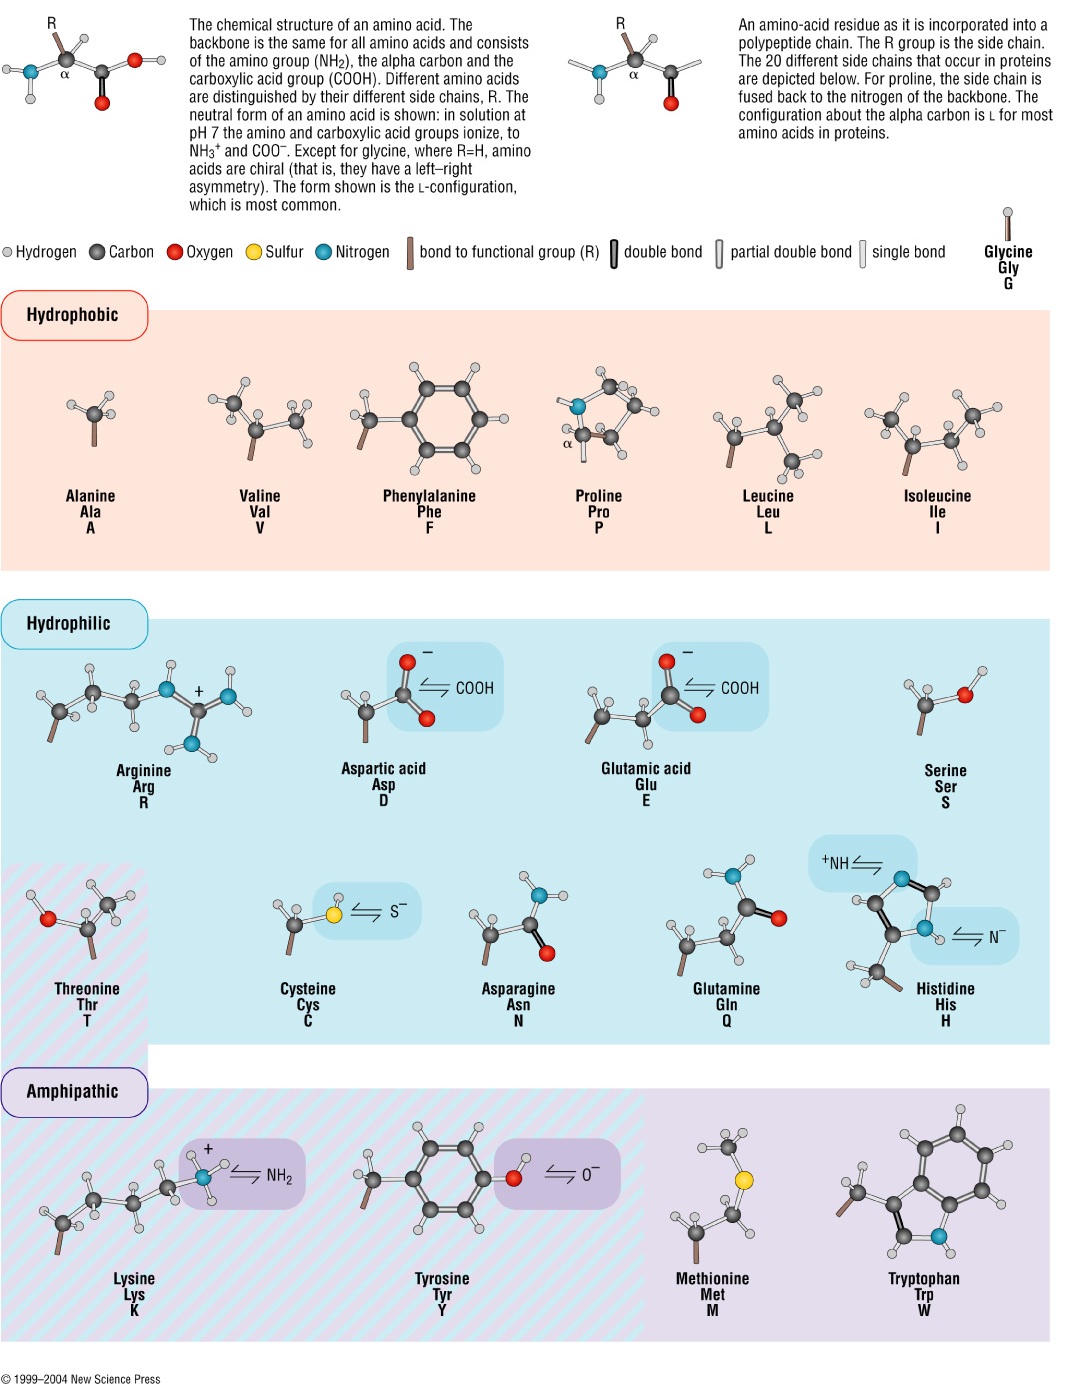 R
α
The chemical structure of an amino acid. The
backbone is the same for all amino acids and consists
of the amino group (NH2), the alpha carbon and the
carboxylic acid group (COOH). Different amino acids
are distinguished by their different side chains, R. The
neutral form of an amino acid is shown: in solution at
pH 7 the amino and carboxylic acid groups ionize, to
NH3+ and COO−. Except for glycine, where R=H, amino
acids are chiral (that is, they have a left–right
asymmetry). The form shown is the L-configuration,
which is most common.
R
α
An amino-acid residue as it is incorporated into a
polypeptide chain. The R group is the side chain.
The 20 different side chains that occur in proteins
are depicted below. For proline, the side chain is
fused back to the nitrogen of the backbone. The
configuration about the alpha carbon is L for most
amino acids in proteins.
Hydrogen Carbon Oxygen Sulfur Nitrogen bond to functional group (R) double bond partial double bond single bond
Glycine
Gly
G
Hydrophobic
α
Alanine
Ala
A
Valine
Val
V
Phenylalanine
Phe
F
Proline
Pro
P
Leucine
Leu
L
Isoleucine
Ile
I
Hydrophilic
+
Arginine
Arg
R
−
COOH
Aspartic acid
Asp
D
−
COOH
Glutamic acid
Glu
E
Serine
Ser
S
Threonine
Thr
T
S−
Cysteine
Cys
C
Asparagine
Asn
N
Glutamine
Gln
Q
+NH
N−
Histidine
His
H
Amphipathic
+
NH2
Lysine
Lys
K
O−
Tyrosine
Tyr
Y
Methionine
Met
M
Tryptophan
Trp
W
© 1999–2004 New Science Press